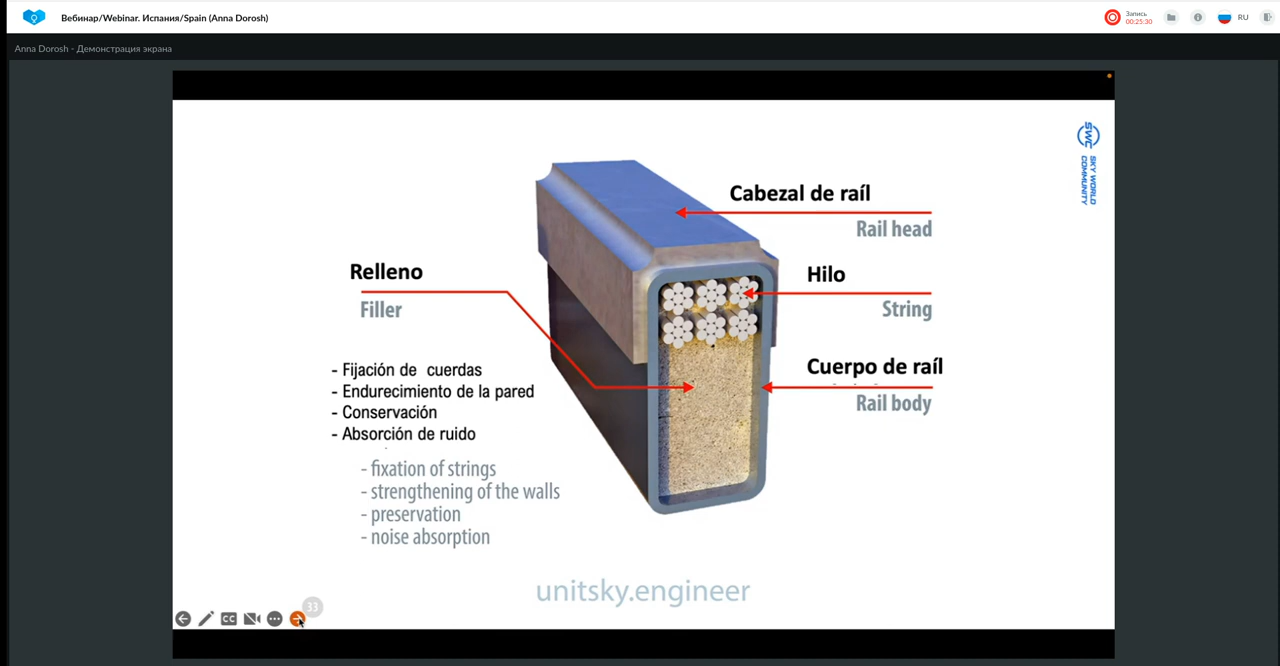 Вебинар/Webinar. Испания/Spain (Anna Dorosh)
Запись
00:25:30
RU
Anna Dorosh - Демонстрация экрана
SWC
SKY WORLD
COMMUNITY
Cabezal de raíl
Rail head
Relleno
Filler
Hilo
String
- Fijación de cuerdas
- Endurecimiento de la pared
- Conservación
- Absorción de ruido
Cuerpo de raíl
Rail body
- fixation of strings
- strengthening of the walls
- preservation
- noise absorption
unitsky.engineer
33
CC